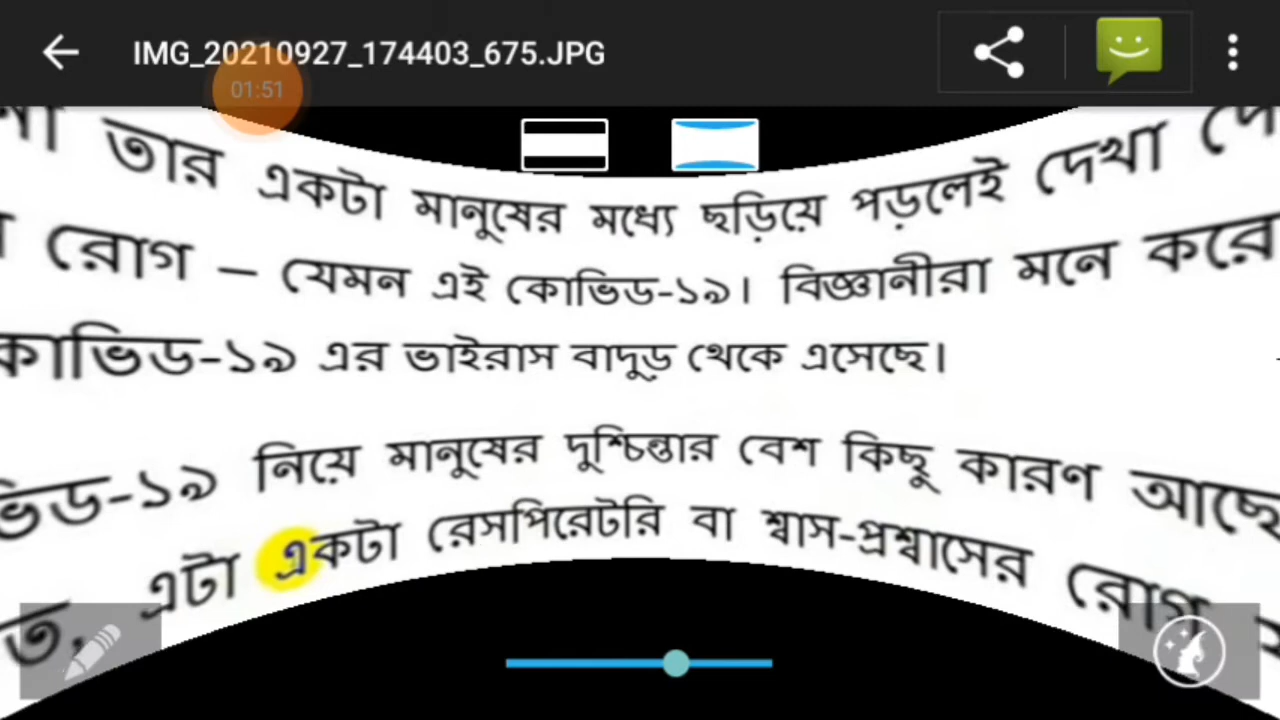 IMG_20210927_174403_675.JPG
01:51
তার একটা মানুষের মধ্যে ছড়িয়ে পড়লেই দেখা
রোগ – যেমন এই কোভিড-১৯। বিজ্ঞানীরা মনে করে
কোভিড-১৯ এর ভাইরাস বাদুড় থেকে এসেছে।
ভিড-১৯ নিয়ে মানুষের দুশ্চিন্তার বেশ কিছু কারণ আছে
এটা একটা রেসপিরেটরি বা শ্বাস-প্রশ্বাসের রোগ